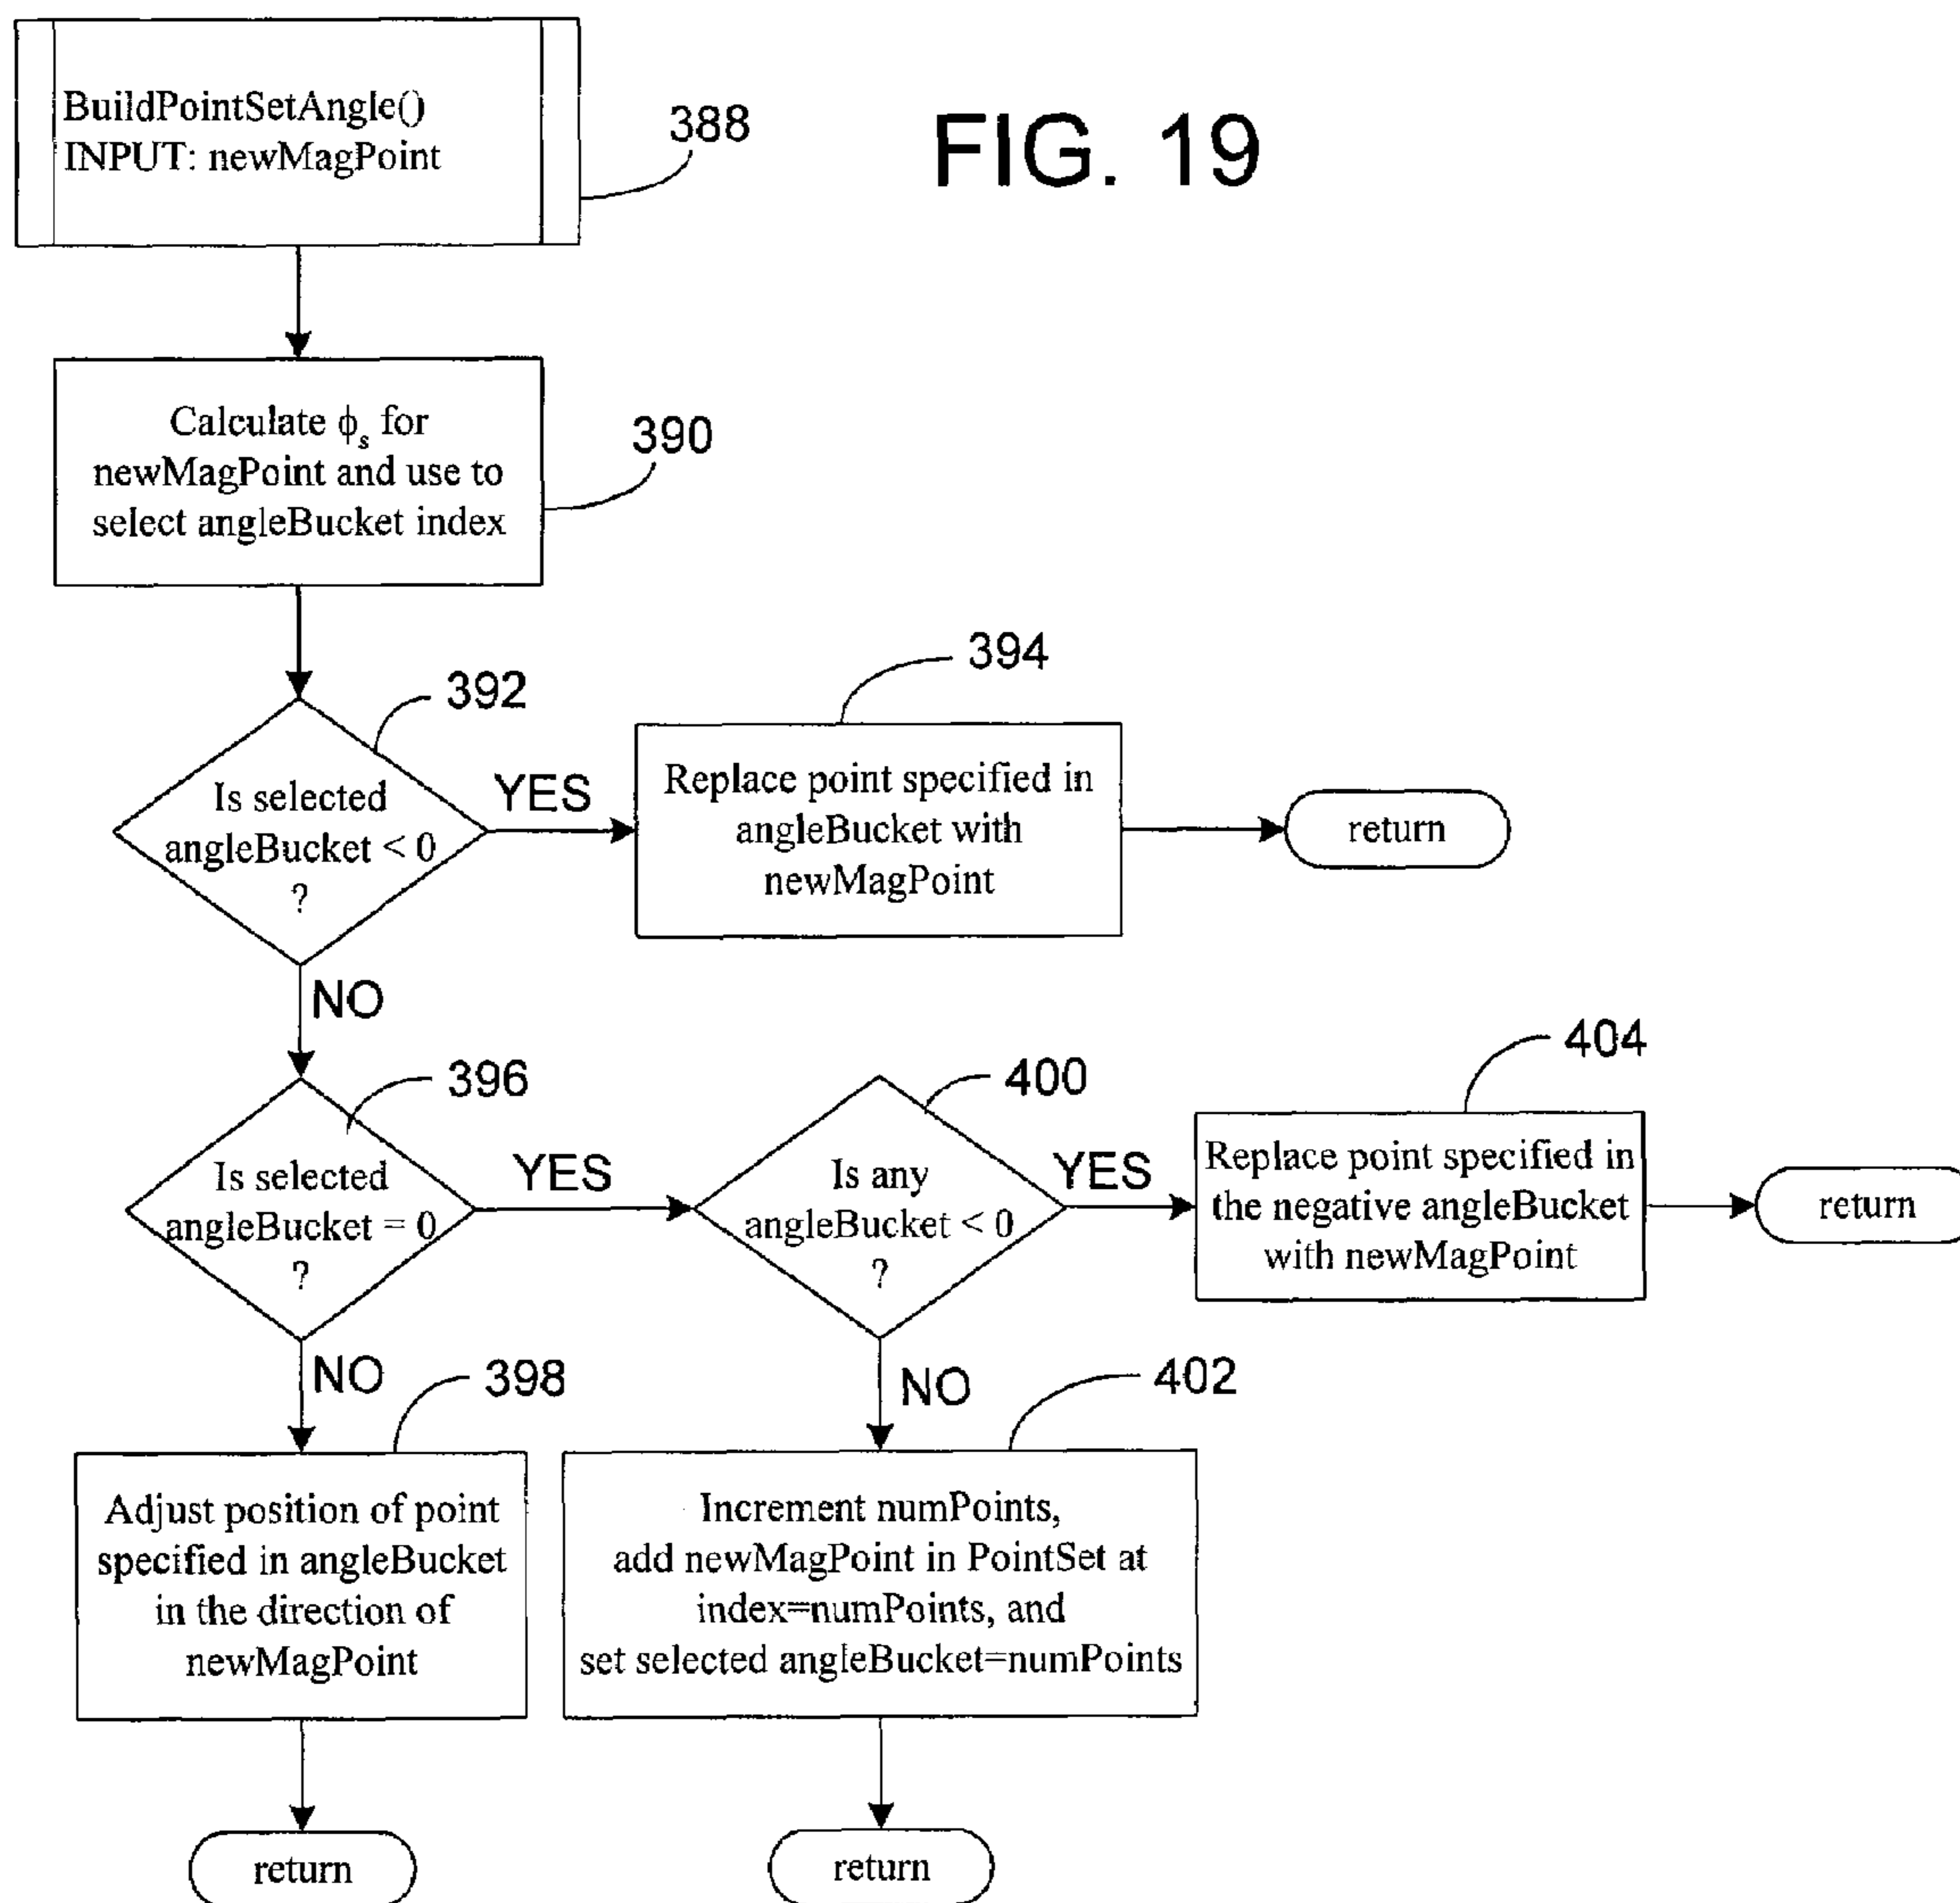 BuildPointSetAngle()
INPUT: newMagPoint
388
FIG. 19
Calculate ϕs for
newMagPoint and use to
select angleBucket index
390
392
Is selected
angleBucket < 0
?
YES
394
Replace point specified in
angleBucket with
newMagPoint
return
NO
396
Is selected
angleBucket = 0
?
YES
400
Is any
angleBucket < 0
?
YES
404
Replace point specified in
the negative angleBucket
with newMagPoint
return
NO
398
Adjust position of point
specified in angleBucket
in the direction of
newMagPoint
return
NO
402
Increment numPoints,
add newMagPoint in PointSet at
index=numPoints, and
set selected angleBucket=numPoints
return